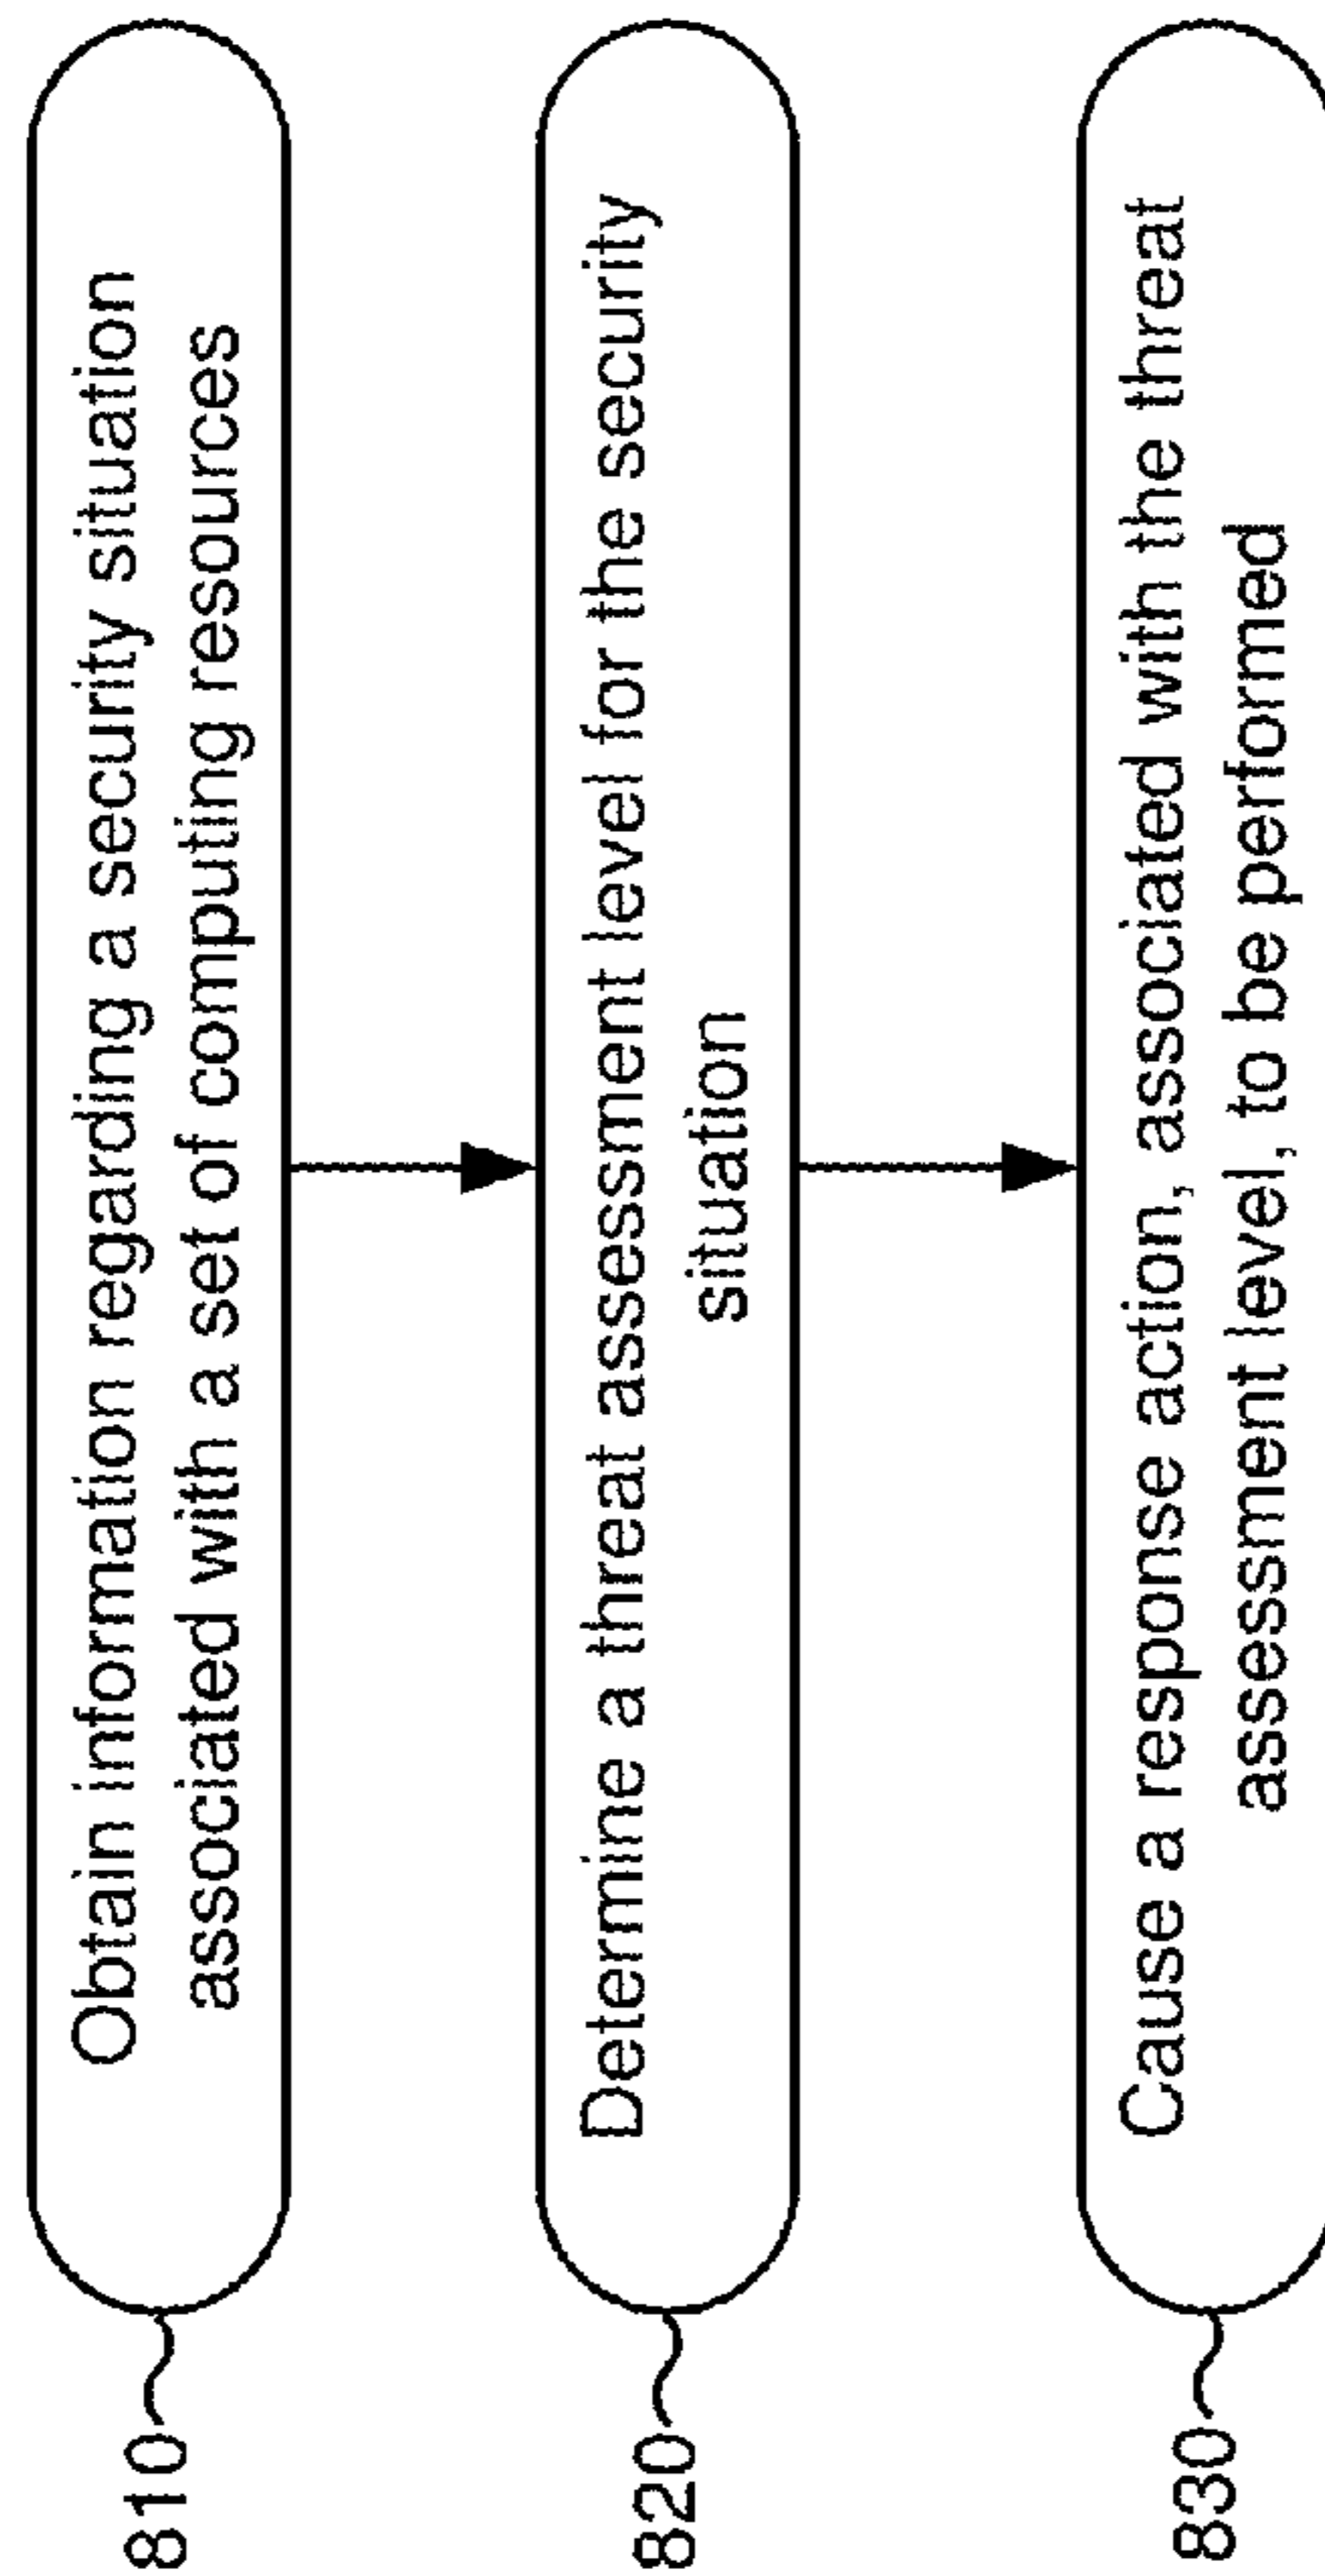 810
Obtain information regarding a security situation
associated with a set of computing resources
820
Determine a threat assessment level for the security
situation
830
Cause a response action, associated with the threat
assessment level, to be performed